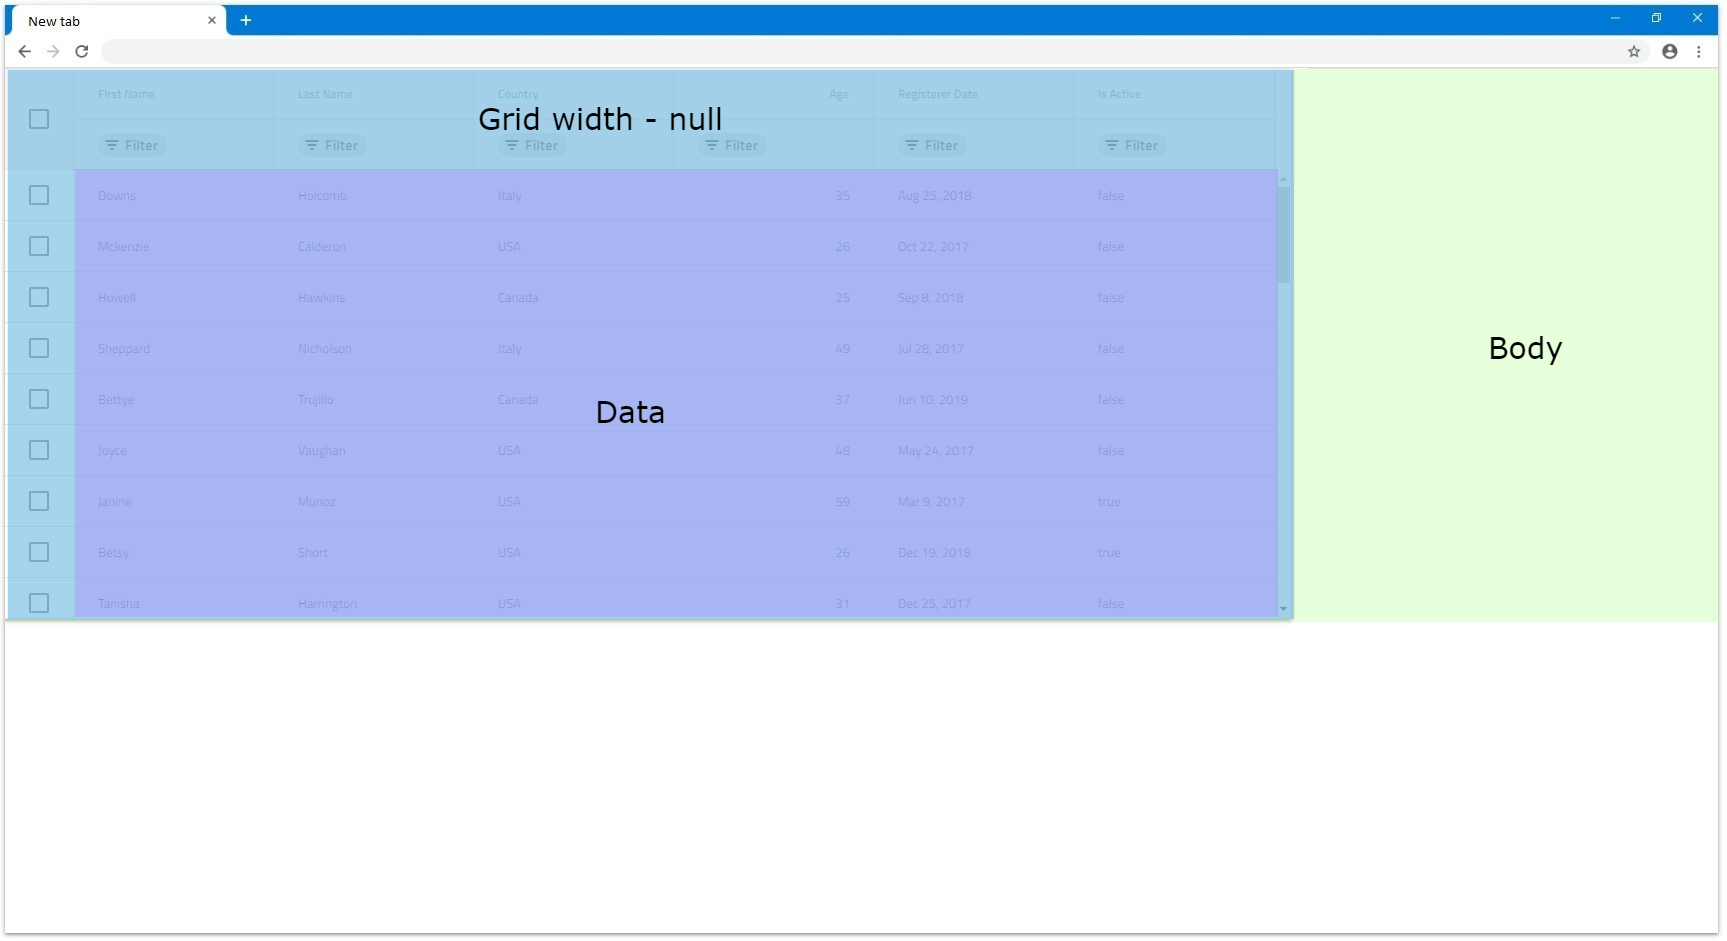 New tab
First Name Last Name Country Age Registerer Date Is Active
Grid width - null
Filter Filter Filter Filter Filter Filter
Downs Holcomb Italy 35 Aug 25, 2018 false
Mckenzie Calderon USA 26 Oct 22, 2017 false
Howell Hawkins Canada 25 Sep 8, 2018 false
Sheppard Nicholson Italy 49 Jul 28, 2017 false
Body
Bettye Trujillo Canada 37 Jun 10, 2019 false
Data
Joyce Vaughan USA 48 May 24, 2017 false
Janine Munoz USA 59 Mar 9, 2017 true
Betsy Short USA 26 Dec 19, 2018 true
Tanisha Harrington USA 31 Dec 25, 2017 false